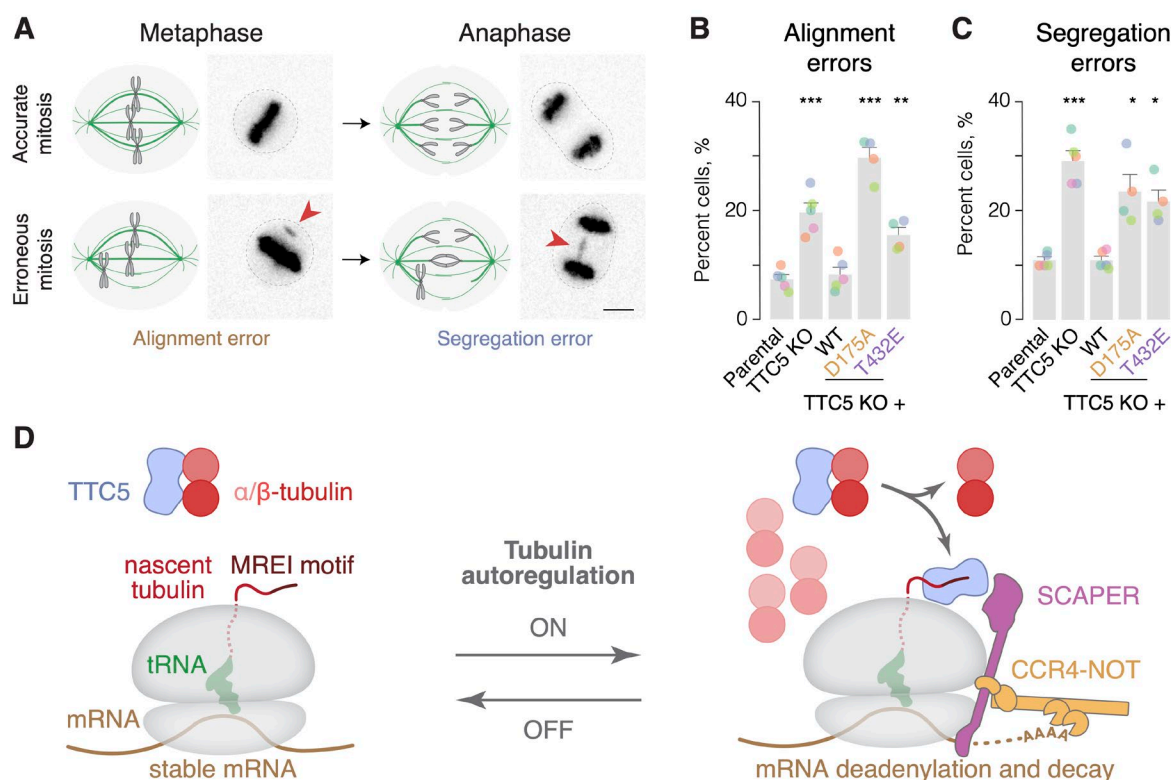 A
Metaphase
Anaphase
Accurate
mitosis
Erroneous
mitosis
Alignment error
Segregation error
B
Alignment
errors
Percent cells, %
40
20
0
***
***
**
Parental
TTC5 KO
WT
D175A
T432E
TTC5 KO +
C
Segregation
errors
Percent cells, %
40
20
0
***
*
*
Parental
TTC5 KO
WT
D175A
T432E
TTC5 KO +
D
TTC5
α/β-tubulin
nascent
tubulin
MREI motif
tRNA
mRNA
stable mRNA
Tubulin
autoregulation
ON
OFF
SCAPER
CCR4-NOT
AAAA
mRNA deadenylation and decay